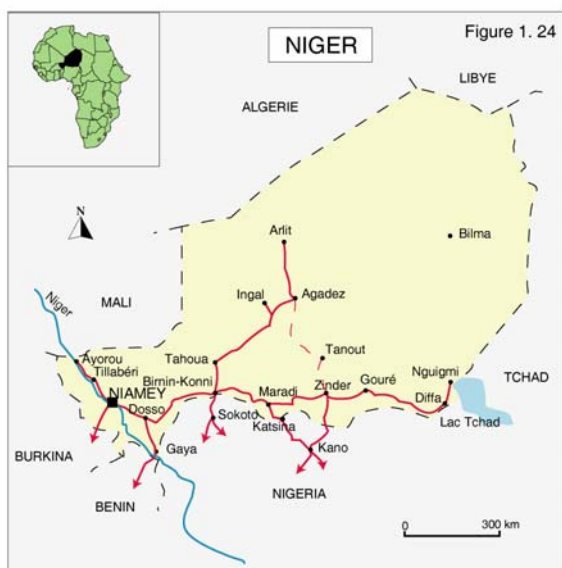 NIGER
Figure 1. 24
LIBYE
ALGERIE
Arlit
Bilma
N
Ingal
Agadez
Niger
MALI
Ayorou
Tillabéri
Tahoua
Tanout
Nguigmi
TCHAD
NIAMEY
Birnin-Konni
Maradi
Zinder
Gouré
Diffa
Dosso
Sokoto
Katsina
Lac Tchad
Gaya
Kano
BURKINA
NIGERIA
BENIN
0
300 km